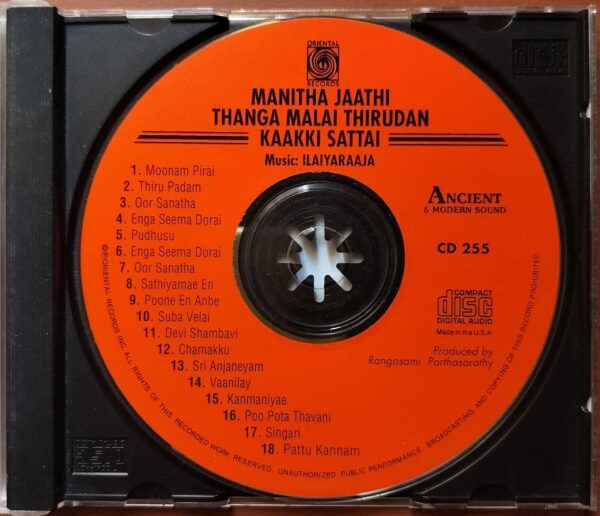 ORIENTAL
RECORDS
MANITHA JAATHI
THANGA MALAI THIRUDAN
KAAKKI SATTAI
Music: ILAIYARAAJA
1. Moonam Pirai
2. Thiru Padam
3. Oor Sanatha
4. Enga Seema Dorai
5. Pudhusu
6. Enga Seema Dorai
7. Oor Sanatha
8. Sathiyamae En
9. Poone En Anbe
10. Suba Velai
11. Devi Shambavi
12. Chamakku
13. Sri Anjaneyam
14. Vaanilay
15. Kanmaniyae
16. Poo Pota Thavani
17. Singari
18. Pattu Kannam
ANCIENT
& MODERN SOUND
CD 255
COMPACT
disc
DIGITAL AUDIO
Made in the U.S.A.
Produced by
Rangasami Parthasarathy
ORIENTAL RECORDS INC. ALL RIGHTS OF THIS RECORDED WORK RESERVED. UNAUTHORIZED PUBLIC PERFORMANCE, BROADCASTING, AND COPYING OF THIS RECORD PROHIBITED.
COMPACT
disc
DIGITAL AUDIO